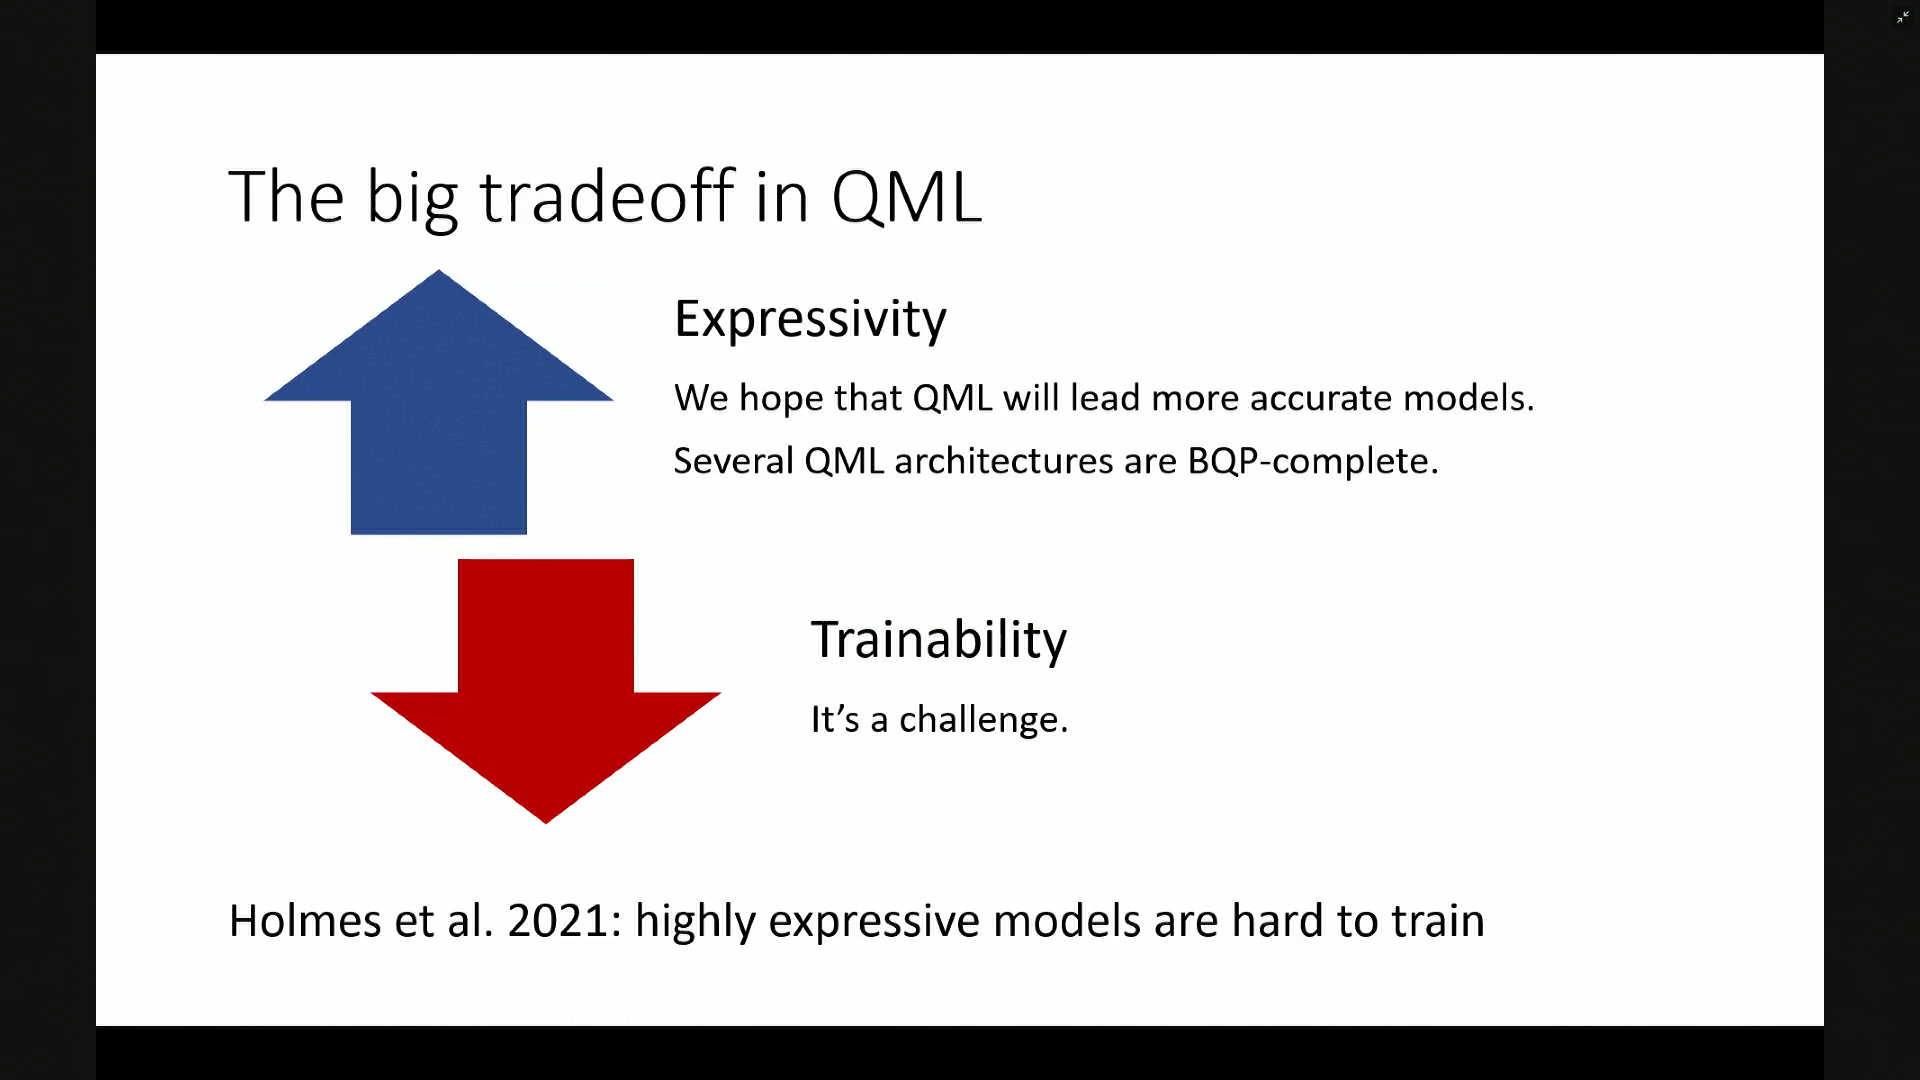 The big tradeoff in QML
Expressivity
We hope that QML will lead more accurate models.
Several QML architectures are BQP-complete.
Trainability
It’s a challenge.
Holmes et al. 2021: highly expressive models are hard to train